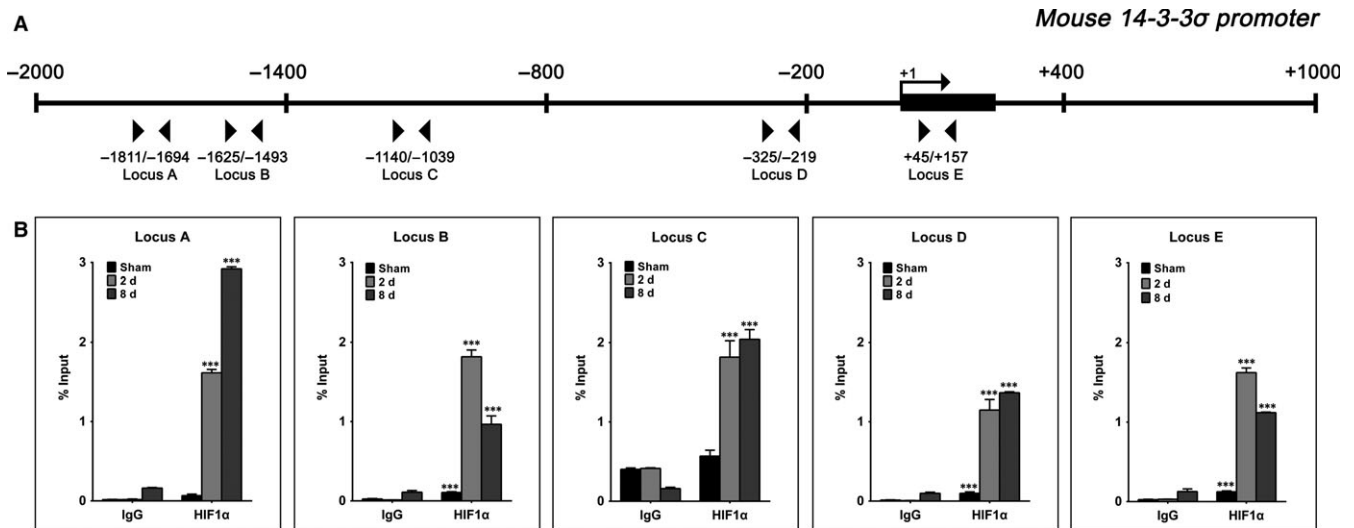 A
Mouse 14-3-3σ promoter
–2000 –1400 –800 –200 +400 +1000
+1
–1811/–1694 –1625/–1493 –1140/–1039 –325/–219 +45/+157
Locus A Locus B Locus C Locus D Locus E
B
Locus A
Sham
2 d
8 d
% Input
3
2
1
0
***
***
IgG HIF1α
Locus B
Sham
2 d
8 d
% Input
3
2
1
0
***
***
***
IgG HIF1α
Locus C
Sham
2 d
8 d
% Input
3
2
1
0
*** ***
IgG HIF1α
Locus D
Sham
2 d
8 d
% Input
3
2
1
0
*** *** ***
IgG HIF1α
Locus E
Sham
2 d
8 d
% Input
3
2
1
0
***
***
***
IgG HIF1α